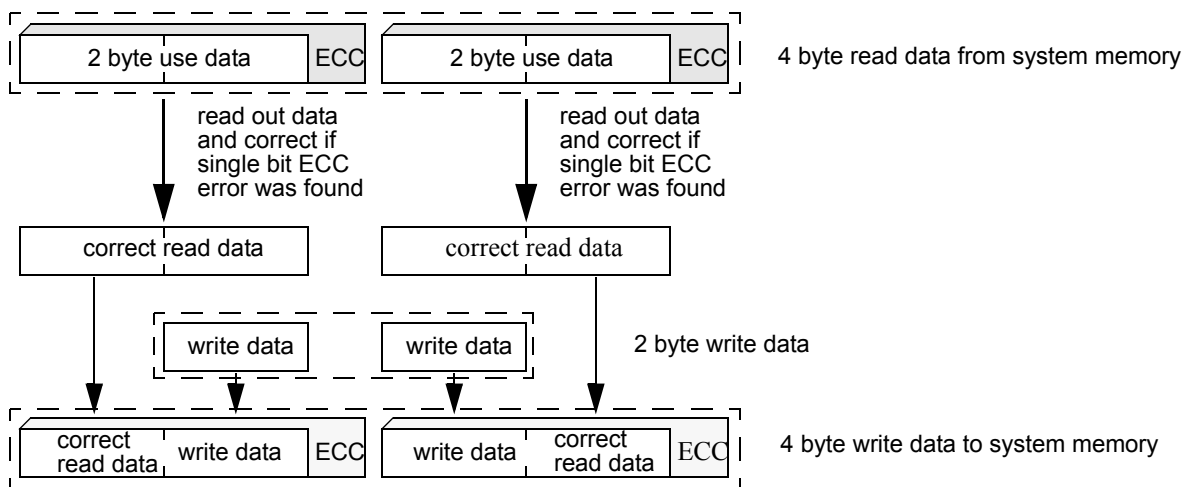 2 byte use data ECC 2 byte use data ECC 4 byte read data from system memory
read out data
and correct if
single bit ECC
error was found
read out data
and correct if
single bit ECC
error was found
correct read data correct read data
write data write data 2 byte write data
correct
read data write data ECC write data correct
read data ECC 4 byte write data to system memory